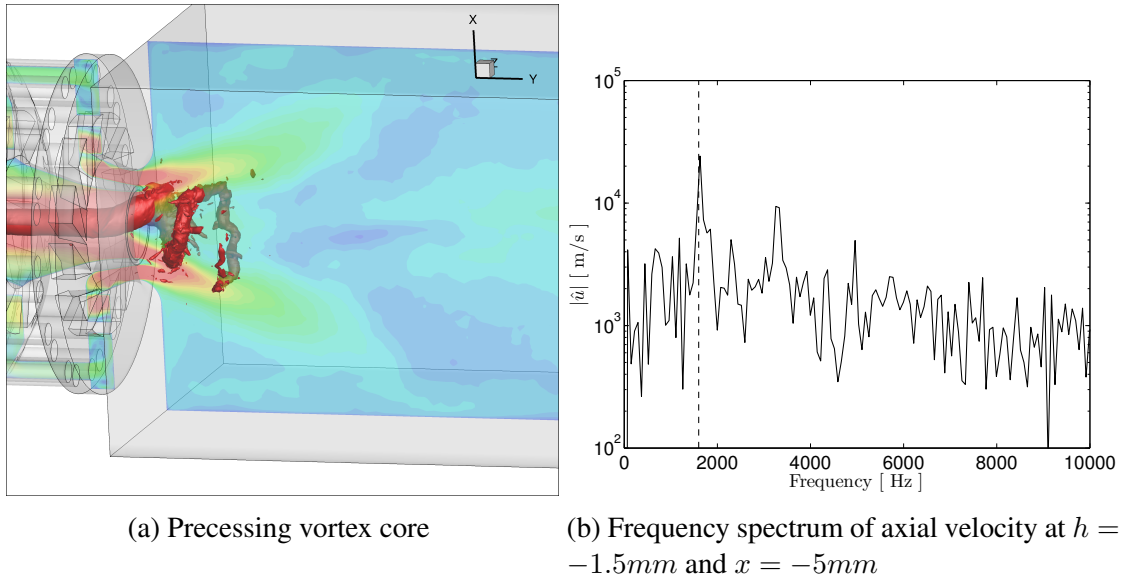 X
Z
Y
10^5
10^4
10^3
10^2
|û| [ m/s ]
0 2000 4000 6000 8000 10000
Frequency [ Hz ]
(a) Precessing vortex core
(b) Frequency spectrum of axial velocity at h =
−1.5mm and x = −5mm